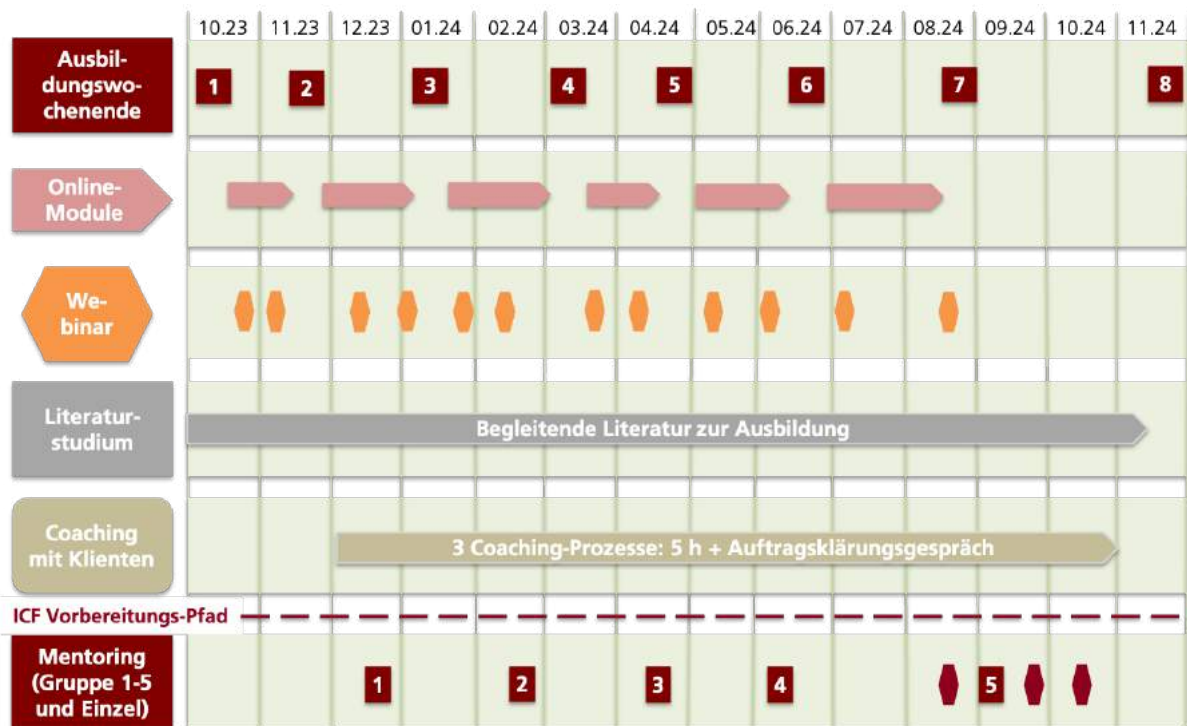 10.23 11.23 12.23 01.24 02.24 03.24 04.24 05.24 06.24 07.24 08.24 09.24 10.24 11.24
Ausbil-
dungswo-
chenende
1 2 3 4 5 6 7 8
Online-
Module
We-
binar
Literatur-
studium
Begleitende Literatur zur Ausbildung
Coaching
mit Klienten
3 Coaching-Prozesse: 5 h + Auftragsklärungsgespräch
ICF Vorbereitungs-Pfad
Mentoring
(Gruppe 1-5
und Einzel)
1 2 3 4 5